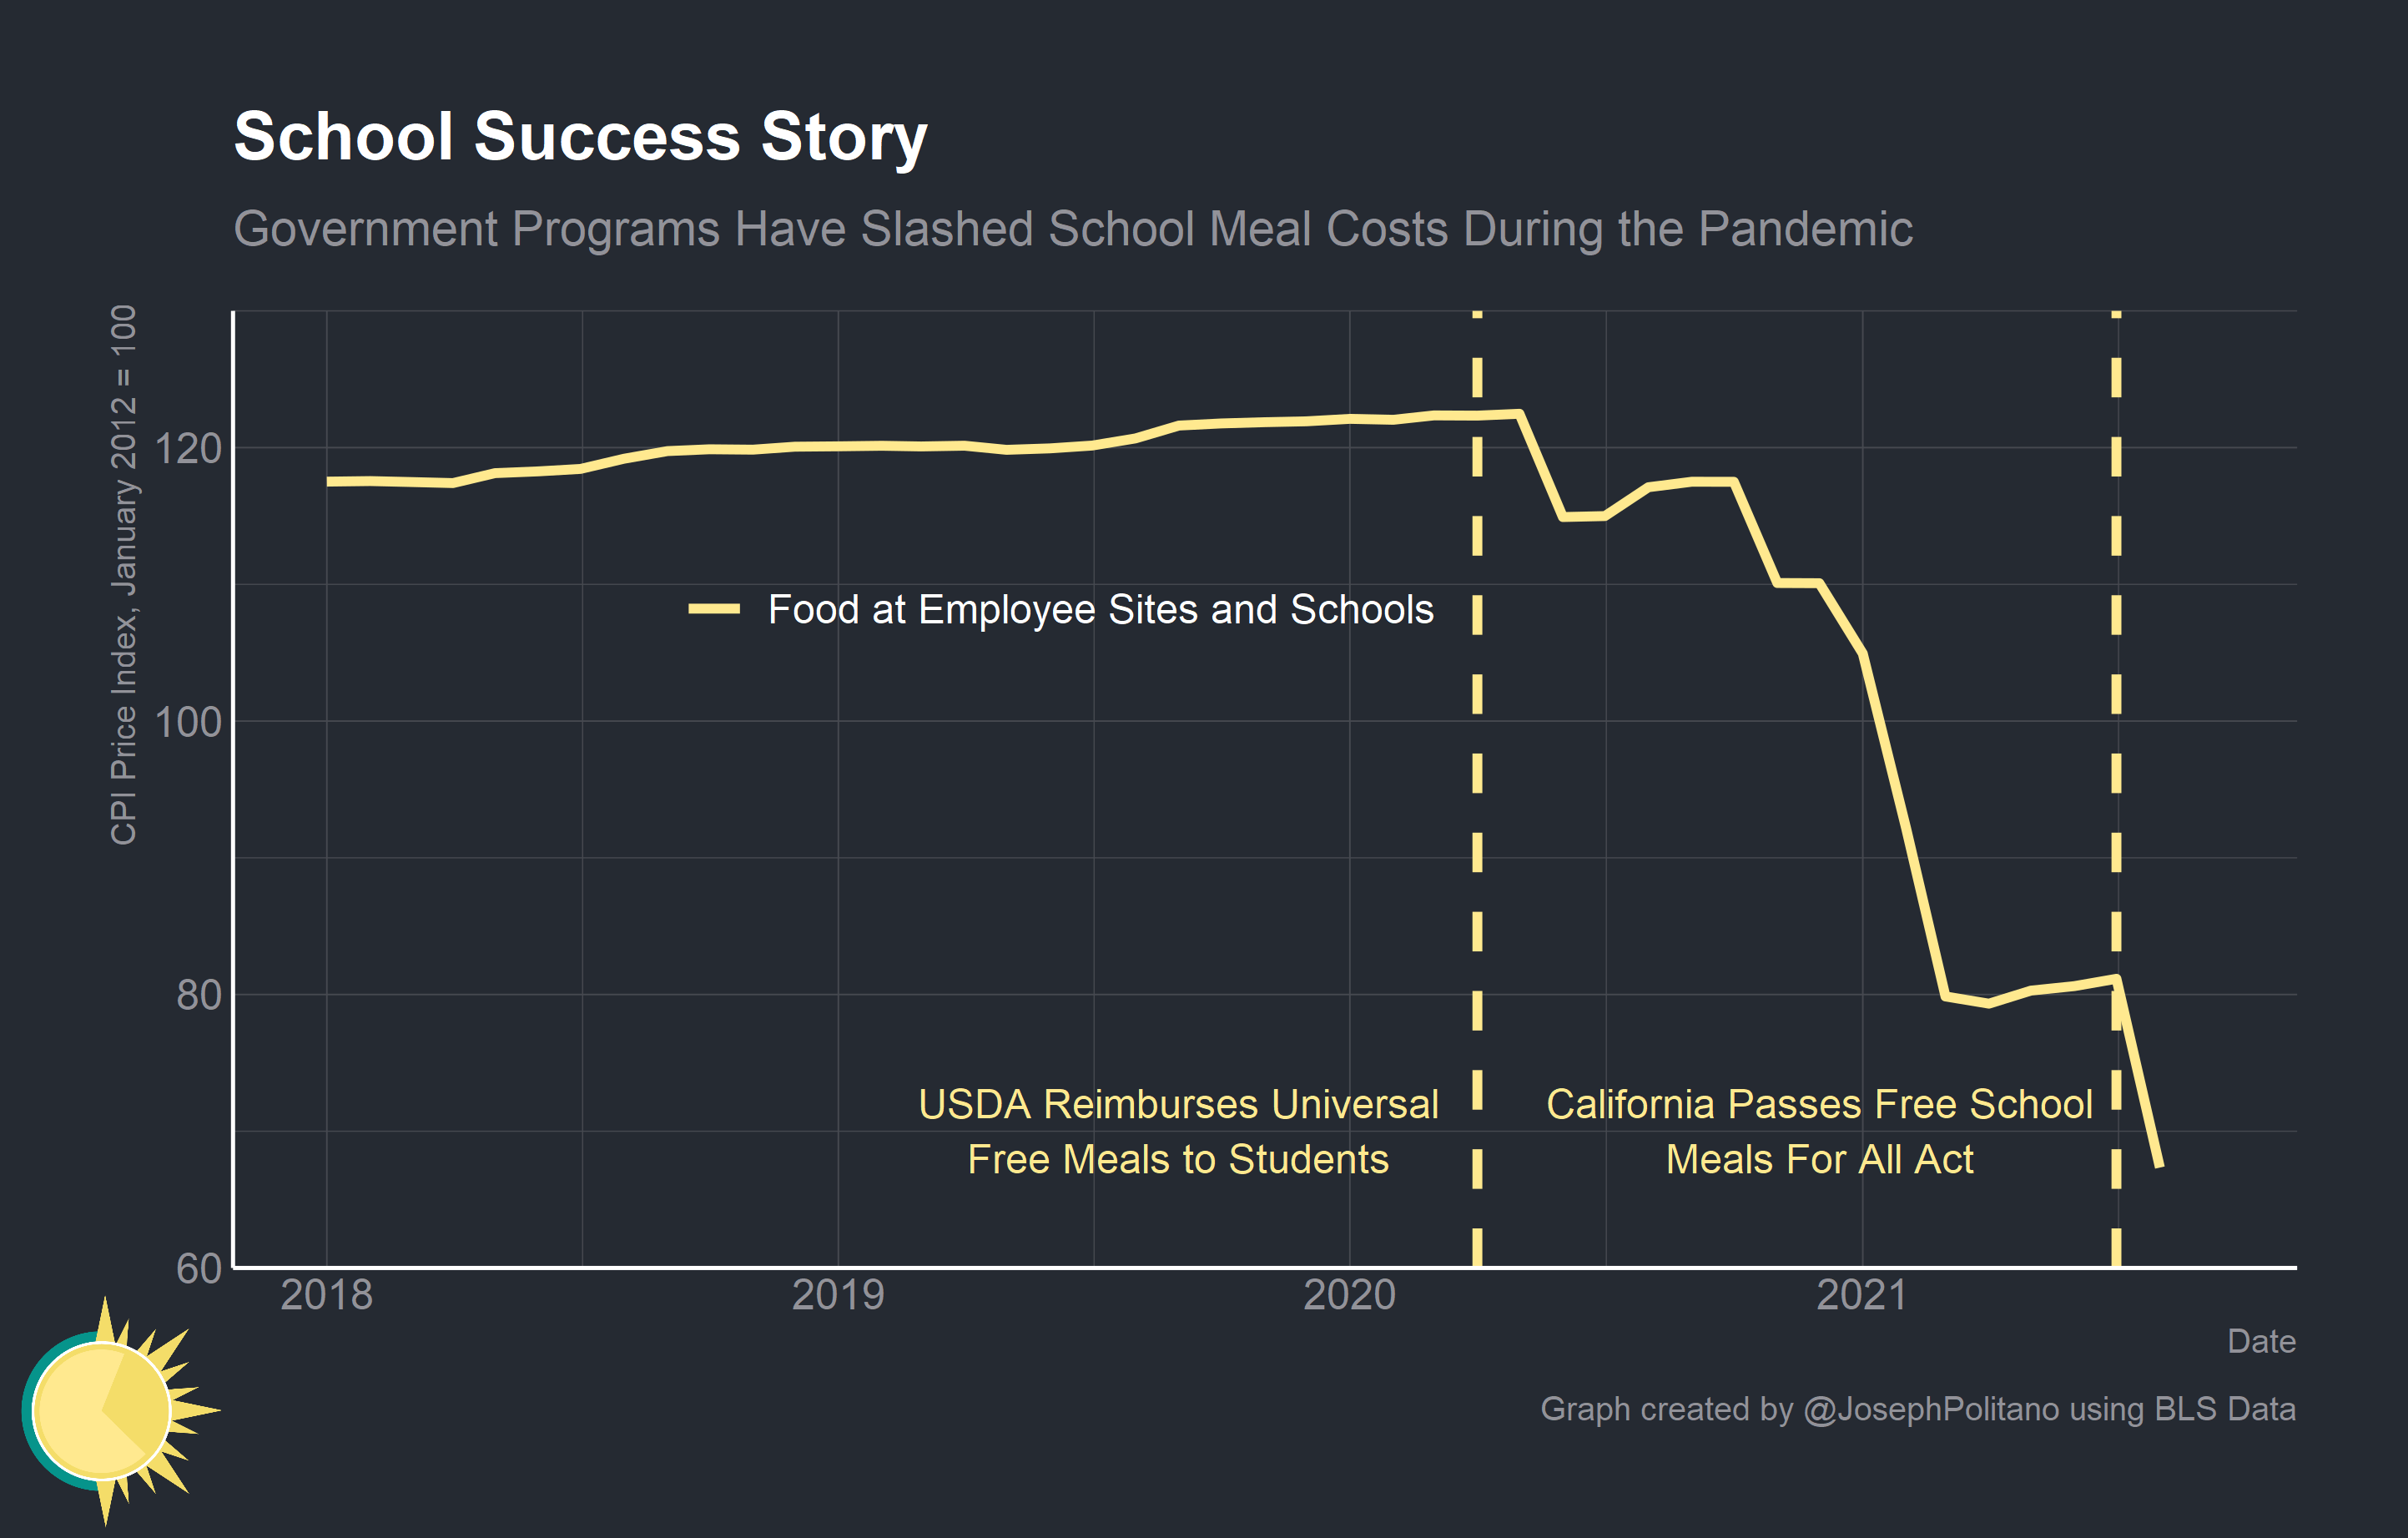 School Success Story
Government Programs Have Slashed School Meal Costs During the Pandemic
CPI Price Index, January 2012 = 100
120
100
80
60
Food at Employee Sites and Schools
USDA Reimburses Universal
Free Meals to Students
California Passes Free School
Meals For All Act
2018
2019
2020
2021
Date
Graph created by @JosephPolitano using BLS Data